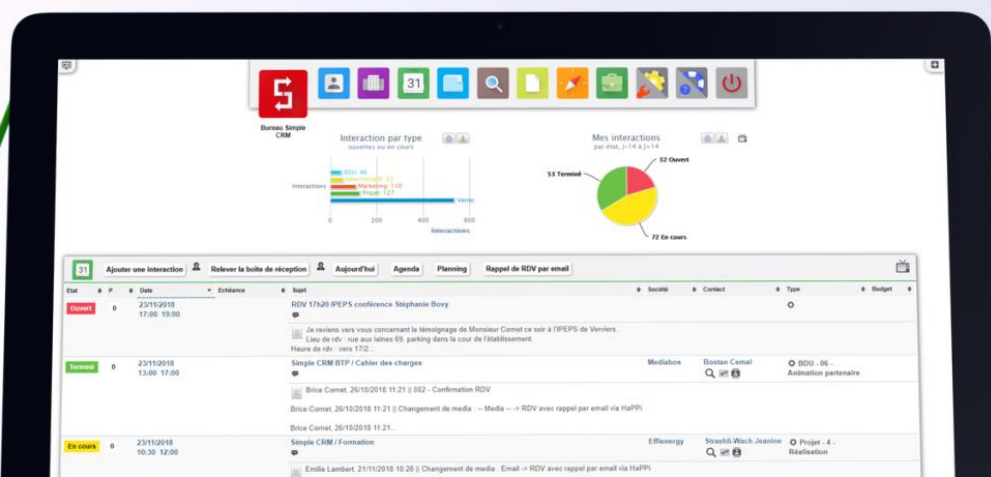 31
Bureau Simple
CRM
Interaction par type
ouvertes ou en cours
Interactions
BDU: 46
Marketing: 110
Projet: 127
Vente
0 200 400 600
Interactions
Mes interactions
par état, J-14 à J+14
32 Ouvert
53 Terminé
72 En cours
31 Ajouter une interaction Relever la boite de réception Aujourd'hui Agenda Planning Rappel de RDV par email
Etat P Date Echéance Sujet Société Contact Type Budget
Ouvert 0 23/11/2018 RDV 17h20 IPEPS conférence Stéphanie Bovy
17:00 19:00
Je reviens vers vous concernant le témoignage de Monsieur Cornet ce soir à l'IPEPS de Verviers.
Lieu de rdv : rue aux laines 69, parking dans la cour de l'établissement.
Heure de rdv : vers 17/2...
Terminé 0 23/11/2018 Simple CRM BTP / Cahier des charges Mediabos Bostan Cemal BDU - 06 -
13:00 17:00 Animation partenaire
Brice Cornet, 26/10/2018 11:21 || 002 - Confirmation RDV
Brice Cornet, 26/10/2018 11:21 || Changement de media : -- Media -- -> RDV avec rappel par email via HaPPi
Brice Cornet, 26/10/2018 11:21...
En cours 0 23/11/2018 Simple CRM / Formation Effienergy Straehli-Wach Jeanine Projet - 4 -
10:30 12:00 Réalisation
Emilie Lambert, 21/11/2018 10:26 || Changement de media : Email -> RDV avec rappel par email via HaPPi